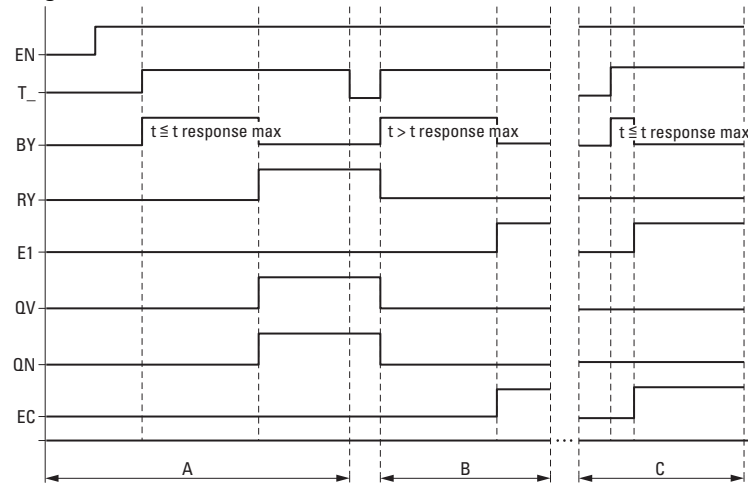 EN
T_
BY
t ≦ t response max
t > t response max
t ≦ t response max
RY
E1
QV
QN
EC
...
A
B
C